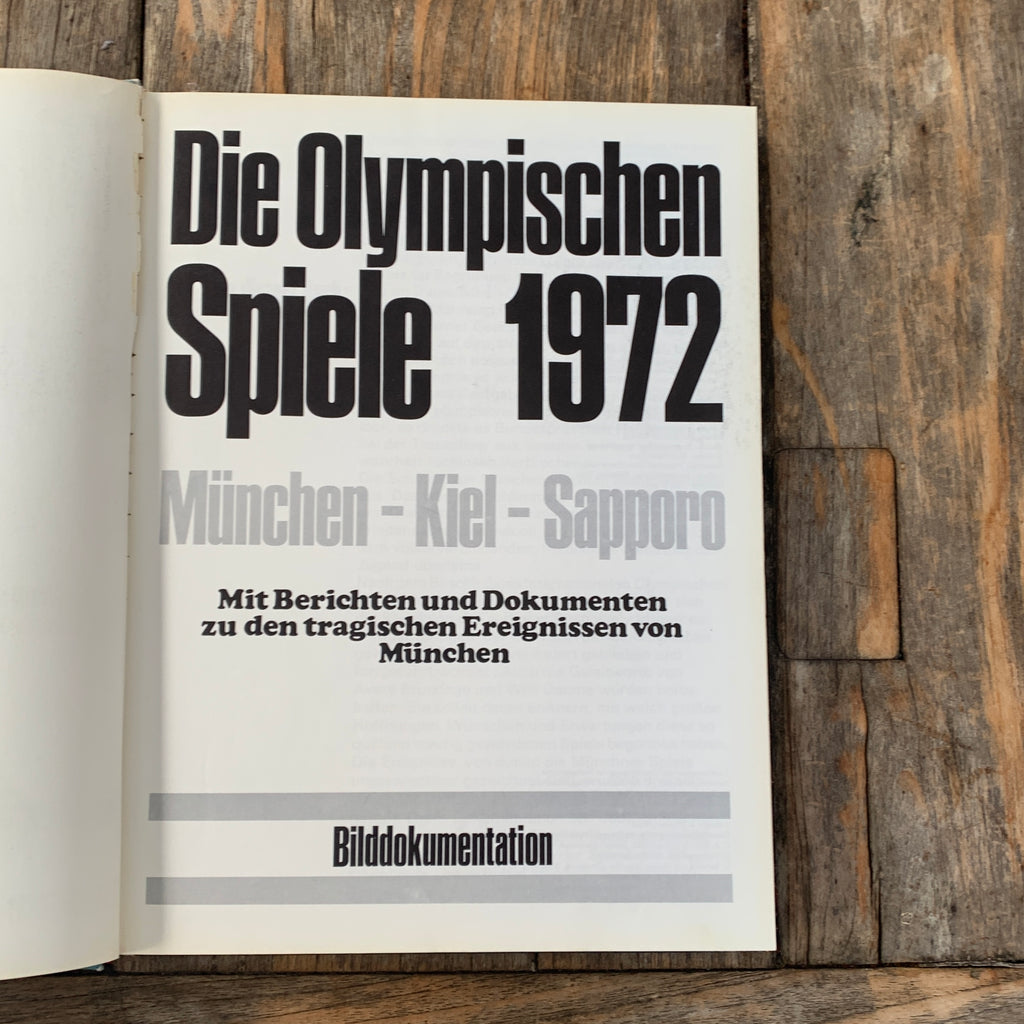 Die Olympischen
Spiele 1972
München - Kiel - Sapporo
Mit Berichten und Dokumenten
zu den tragischen Ereignissen von
München
Bilddokumentation